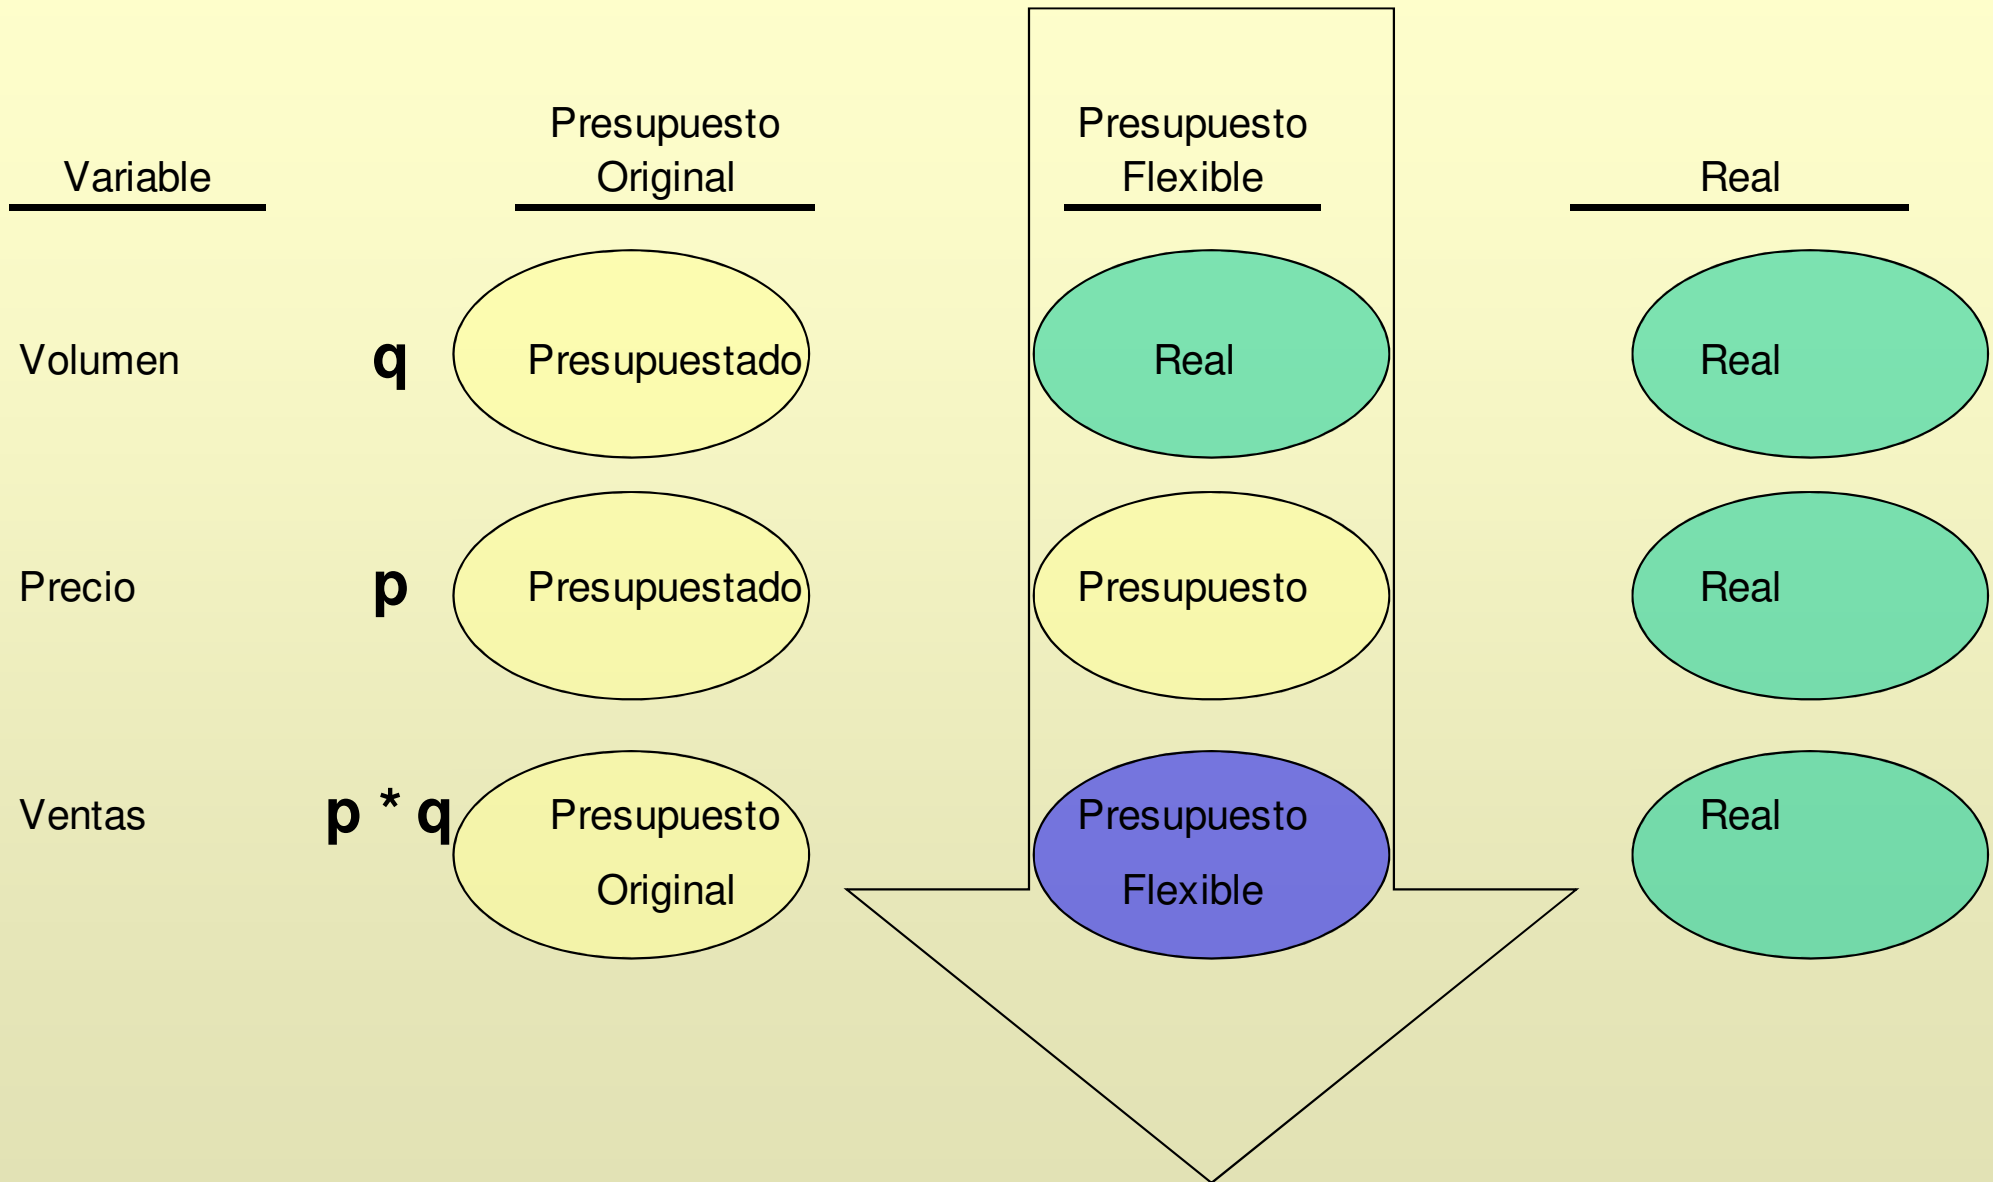 Presupuesto Presupuesto
Variable Original Flexible Real
Volumen q Presupuestado Real Real
Precio p Presupuestado Presupuesto Real
Ventas p * q Presupuesto Presupuesto Real
Original Flexible